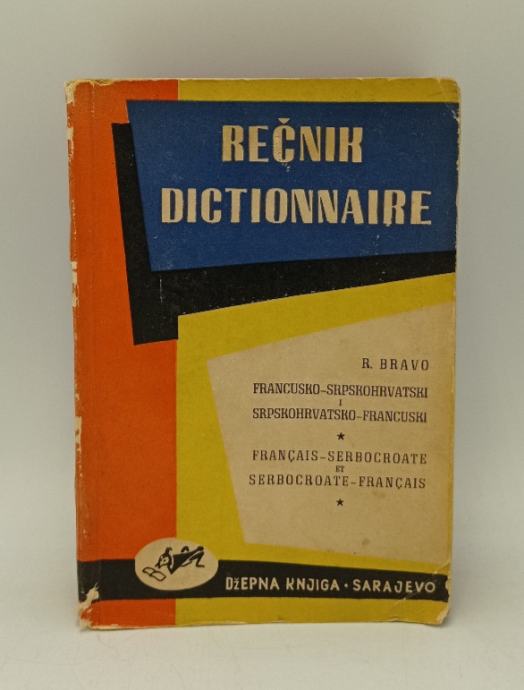 REČNIK
DICTIONNAIRE
R. BRAVO
FRANCUSKO-SRPSKOHRVATSKI
I
SRPSKOHRVATSKO-FRANCUSKI
★
FRANÇAIS-SERBOCROATE
ET
SERBOCROATE-FRANÇAIS
★
DžEPNA KNJIGA · SARAJEVO